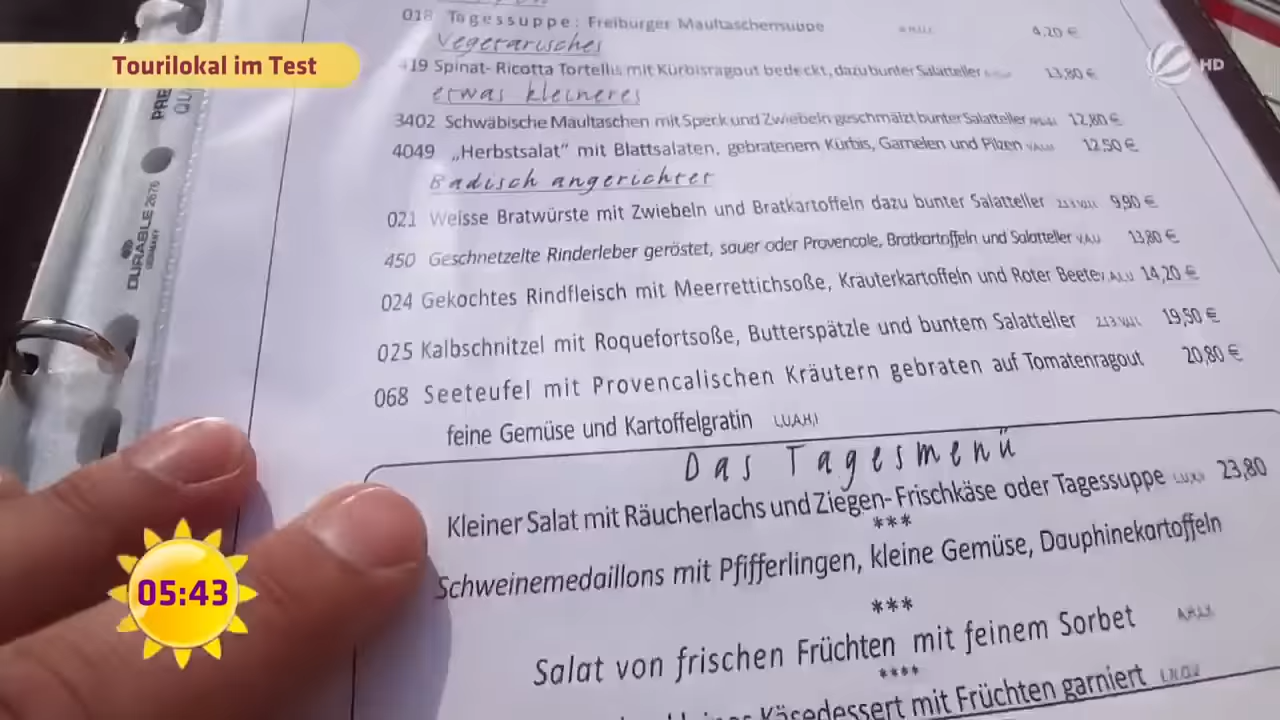 018 Tagessuppe: Freiburger Maultaschensuppe 4,20 €
Tourilokal im Test
HD
Vegetarisches
419 Spinat- Ricotta Tortellis mit Kürbisragout bedeckt, dazu bunter Salatteller 13,80 €
etwas kleineres
3402 Schwäbische Maultaschen mit Speck und Zwiebeln geschmälzt bunter Salatteller 12,80 €
4049 „Herbstsalat“ mit Blattsalaten, gebratenem Kürbis, Garnelen und Pilzen 12,50 €
Badisch angerichtet
021 Weisse Bratwürste mit Zwiebeln und Bratkartoffeln dazu bunter Salatteller 9,90 €
450 Geschnetzelte Rinderleber geröstet, sauer oder Provencale, Bratkartoffeln und Salatteller 13,80 €
024 Gekochtes Rindfleisch mit Meerrettichsoße, Kräuterkartoffeln und Roter Beete 14,20 €
025 Kalbschnitzel mit Roquefortsoße, Butterspätzle und buntem Salatteller 19,50 €
068 Seeteufel mit Provencalischen Kräutern gebraten auf Tomatenragout 20,80 €
feine Gemüse und Kartoffelgratin
Das Tagesmenü
Kleiner Salat mit Räucherlachs und Ziegen- Frischkäse oder Tagessuppe 23,80
***
Schweinemedaillons mit Pfifferlingen, kleine Gemüse, Dauphinekartoffeln
***
Salat von frischen Früchten mit feinem Sorbet
****
Käsedessert mit Früchten garniert
DURABLE 2676
GERMANY
05:43